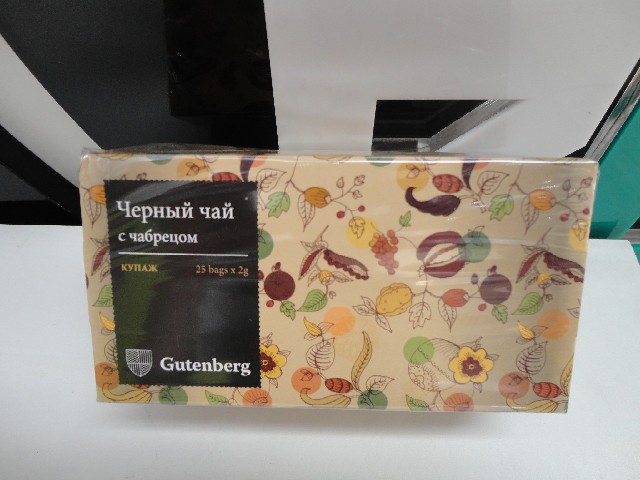 Черный чай
с чабрецом
КУПАЖ 25 bags x 2g
Gutenberg